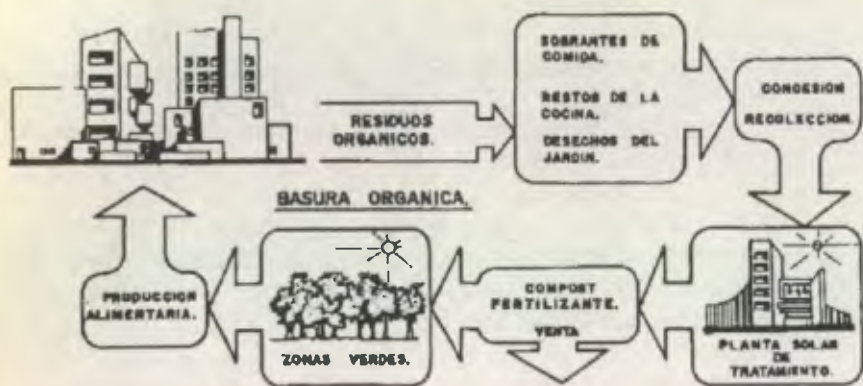 RESIDUOS
ORGANICOS.
SOBRANTES DE
COMIDA.
RESTOS DE LA
COCINA.
DESECHOS DEL
JARDIN.
CONCESION
RECOLECCION.
BASURA ORGANICA.
PLANTA SOLAR
DE
TRATAMIENTO.
COMPOST
FERTILIZANTE.
VENTA
ZONAS VERDES.
PRODUCCION
ALIMENTARIA.